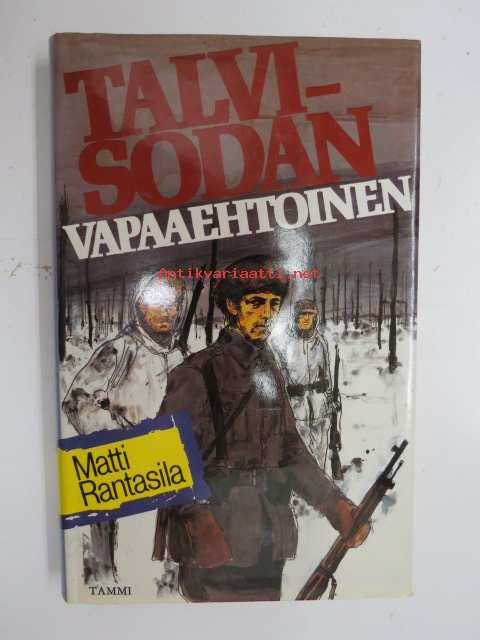 TALVI-
SODAN
VAPAAEHTOINEN
Antikvariaatti.net
Matti
Rantasila
TAMMI